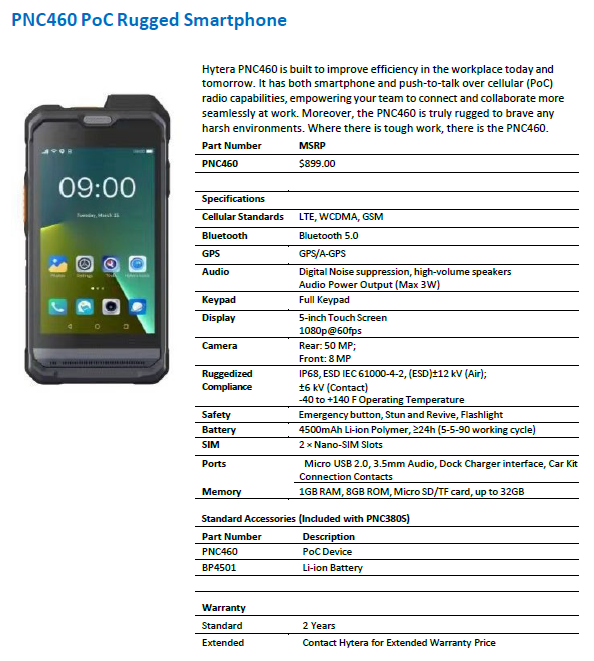 PNC460 PoC Rugged Smartphone
Hytera PNC460 is built to improve efficiency in the workplace today and
tomorrow. It has both smartphone and push-to-talk over cellular (PoC)
radio capabilities, empowering your team to connect and collaborate more
seamlessly at work. Moreover, the PNC460 is truly rugged to brave any
harsh environments. Where there is tough work, there is the PNC460.
Part Number MSRP
PNC460 $899.00
Specifications
Cellular Standards LTE, WCDMA, GSM
Bluetooth Bluetooth 5.0
GPS GPS/A-GPS
Audio Digital Noise suppression, high-volume speakers
Audio Power Output (Max 3W)
Keypad Full Keypad
Display 5-inch Touch Screen
1080p@60fps
Camera Rear: 50 MP;
Front: 8 MP
Ruggedized IP68, ESD IEC 61000-4-2, (ESD)±12 kV (Air);
Compliance ±6 kV (Contact)
-40 to +140 F Operating Temperature
Safety Emergency button, Stun and Revive, Flashlight
Battery 4500mAh Li-ion Polymer, ≥24h (5-5-90 working cycle)
SIM 2 × Nano-SIM Slots
Ports Micro USB 2.0, 3.5mm Audio, Dock Charger interface, Car Kit
Connection Contacts
Memory 1GB RAM, 8GB ROM, Micro SD/TF card, up to 32GB
Standard Accessories (Included with PNC380S)
Part Number Description
PNC460 PoC Device
BP4501 Li-ion Battery
Warranty
Standard 2 Years
Extended Contact Hytera for Extended Warranty Price
09:00
Tuesday, March 15